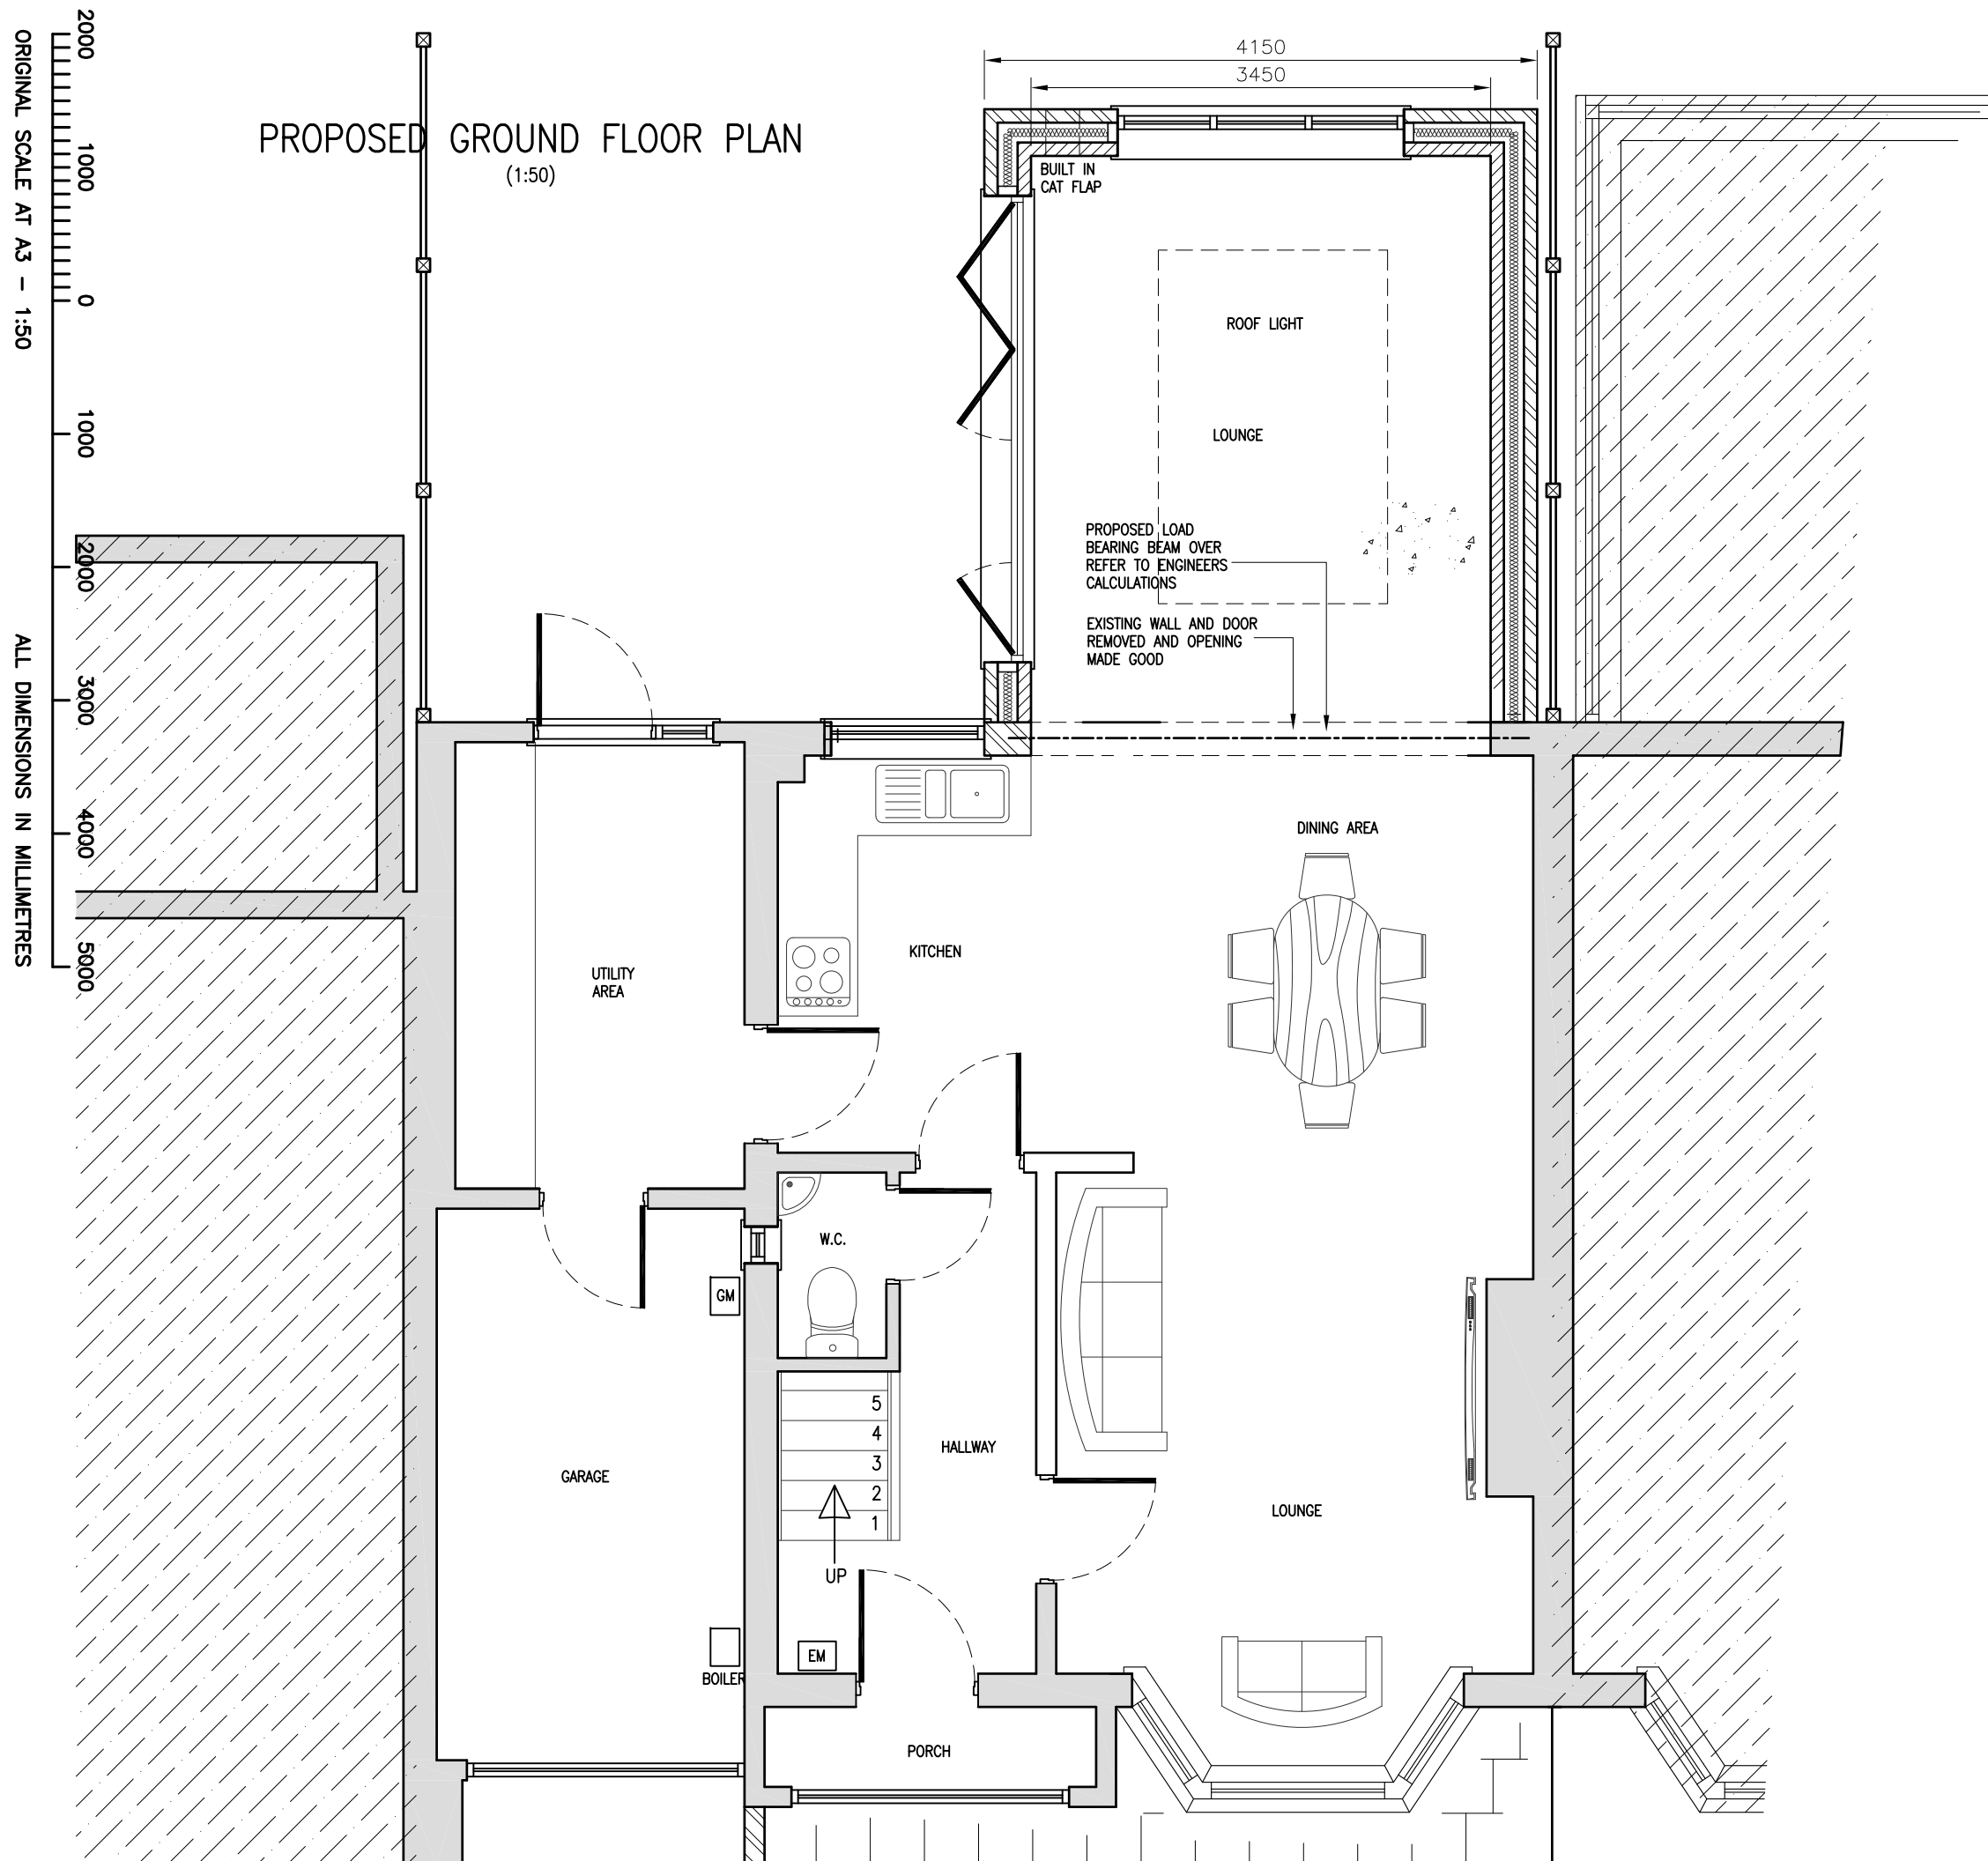 PROPOSED GROUND FLOOR PLAN
(1:50)
4150
3450
BUILT IN
CAT FLAP
ROOF LIGHT
LOUNGE
PROPOSED LOAD
BEARING BEAM OVER
REFER TO ENGINEERS
CALCULATIONS
EXISTING WALL AND DOOR
REMOVED AND OPENING
MADE GOOD
DINING AREA
KITCHEN
UTILITY
AREA
W.C.
GM
5
4
3
2
1
UP
HALLWAY
GARAGE
LOUNGE
EM
BOILER
PORCH
2000
1000
0
1000
2000
3000
4000
5000
ORIGINAL SCALE AT A3 - 1:50
ALL DIMENSIONS IN MILLIMETRES